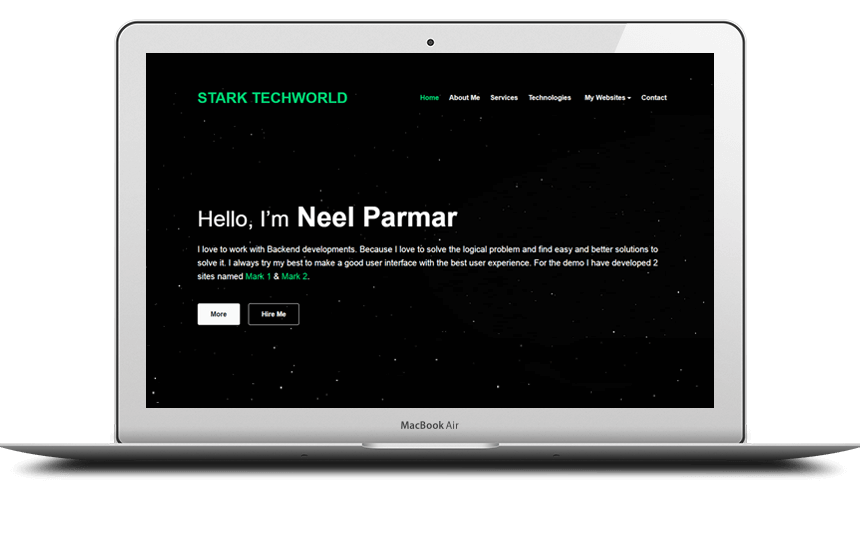 STARK TECHWORLD
Home About Me Services Technologies My Websites Contact
Hello, I'm Neel Parmar
I love to work with Backend developments. Because I love to solve the logical problem and find easy and better solutions to
solve it. I always try my best to make a good user interface with the best user experience. For the demo I have developed 2
sites named Mark 1 & Mark 2.
More Hire Me
MacBook Air